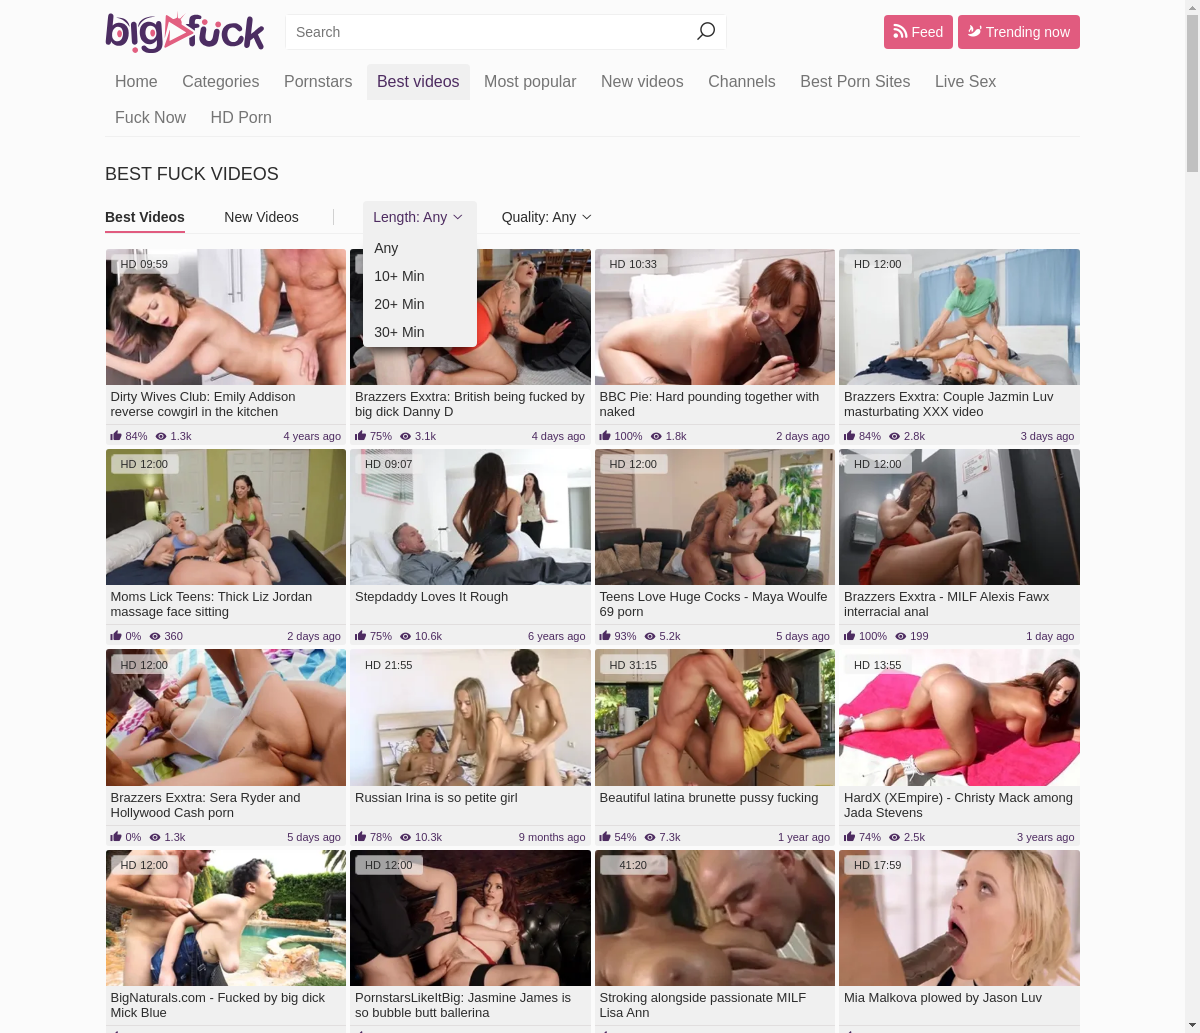 bigfuck
Search
Feed
Trending now
Home Categories Pornstars Best videos Most popular New videos Channels Best Porn Sites Live Sex
Fuck Now HD Porn
BEST FUCK VIDEOS
Best Videos New Videos Length: Any Quality: Any
Any
10+ Min
20+ Min
30+ Min
HD 09:59
HD 10:33
HD 12:00
Dirty Wives Club: Emily Addison
reverse cowgirl in the kitchen
84% 1.3k 4 years ago
Brazzers Exxtra: British being fucked by
big dick Danny D
75% 3.1k 4 days ago
BBC Pie: Hard pounding together with
naked
100% 1.8k 2 days ago
Brazzers Exxtra: Couple Jazmin Luv
masturbating XXX video
84% 2.8k 3 days ago
HD 12:00
HD 09:07
HD 12:00
HD 12:00
Moms Lick Teens: Thick Liz Jordan
massage face sitting
0% 360 2 days ago
Stepdaddy Loves It Rough
75% 10.6k 6 years ago
Teens Love Huge Cocks - Maya Woulfe
69 porn
93% 5.2k 5 days ago
Brazzers Exxtra - MILF Alexis Fawx
interracial anal
100% 199 1 day ago
HD 12:00
HD 21:55
HD 31:15
HD 13:55
Brazzers Exxtra: Sera Ryder and
Hollywood Cash porn
0% 1.3k 5 days ago
Russian Irina is so petite girl
78% 10.3k 9 months ago
Beautiful latina brunette pussy fucking
54% 7.3k 1 year ago
HardX (XEmpire) - Christy Mack among
Jada Stevens
74% 2.5k 3 years ago
HD 12:00
HD 12:00
41:20
HD 17:59
BigNaturals.com - Fucked by big dick
Mick Blue
PornstarsLikeItBig: Jasmine James is
so bubble butt ballerina
Stroking alongside passionate MILF
Lisa Ann
Mia Malkova plowed by Jason Luv